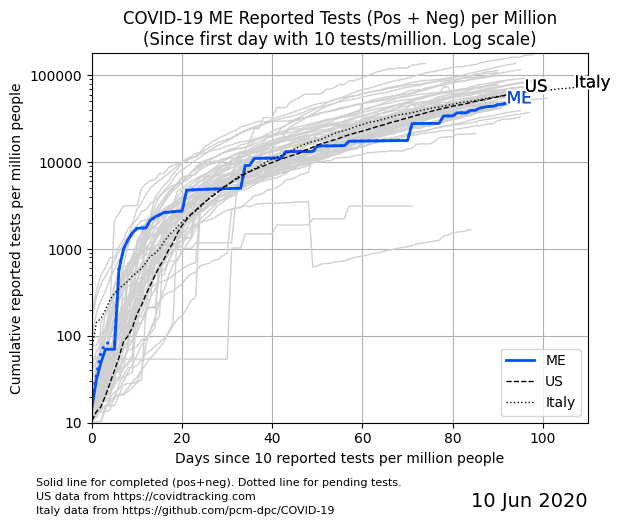 COVID-19 ME Reported Tests (Pos + Neg) per Million
(Since first day with 10 tests/million. Log scale)
Cumulative reported tests per million people
100000
10000
1000
100
10
US
Italy
ME
ME
US
Italy
0
20
40
60
80
100
Days since 10 reported tests per million people
Solid line for completed (pos+neg). Dotted line for pending tests.
US data from https://covidtracking.com
Italy data from https://github.com/pcm-dpc/COVID-19
10 Jun 2020